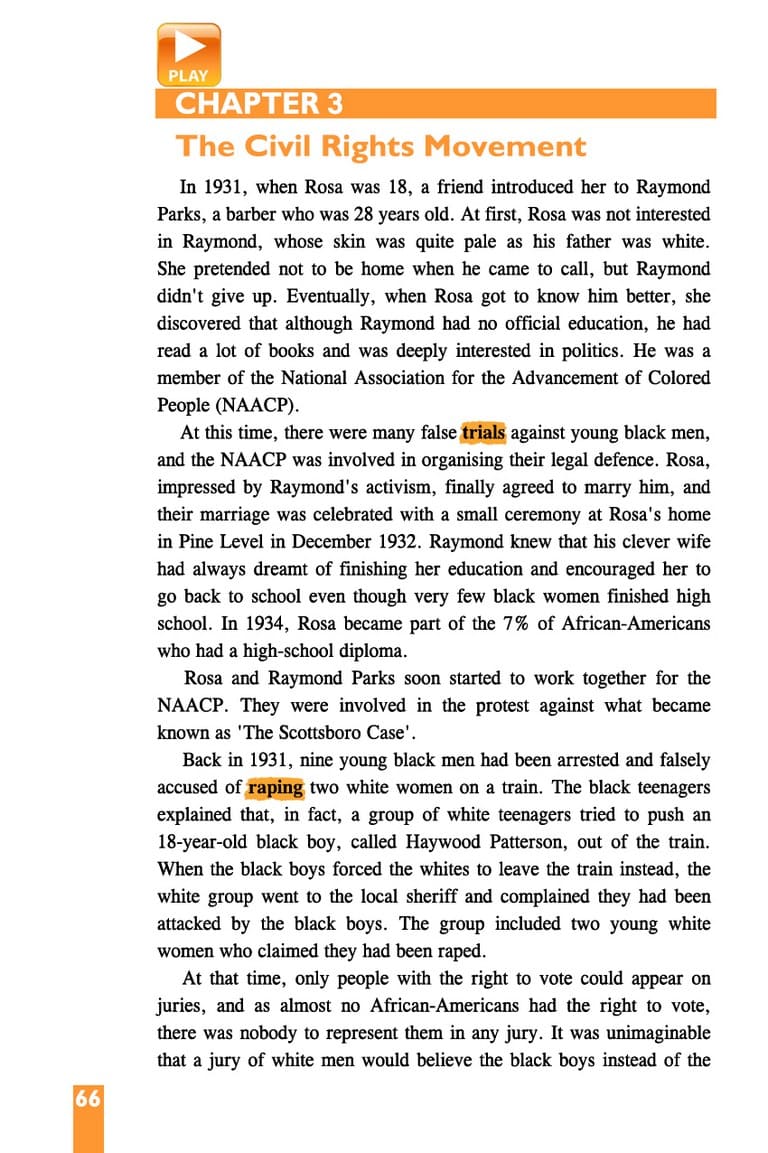 PLAY
CHAPTER 3
The Civil Rights Movement
In 1931, when Rosa was 18, a friend introduced her to Raymond
Parks, a barber who was 28 years old. At first, Rosa was not interested
in Raymond, whose skin was quite pale as his father was white.
She pretended not to be home when he came to call, but Raymond
didn't give up. Eventually, when Rosa got to know him better, she
discovered that although Raymond had no official education, he had
read a lot of books and was deeply interested in politics. He was a
member of the National Association for the Advancement of Colored
People (NAACP).
At this time, there were many false trials against young black men,
and the NAACP was involved in organising their legal defence. Rosa,
impressed by Raymond's activism, finally agreed to marry him, and
their marriage was celebrated with a small ceremony at Rosa's home
in Pine Level in December 1932. Raymond knew that his clever wife
had always dreamt of finishing her education and encouraged her to
go back to school even though very few black women finished high
school. In 1934, Rosa became part of the 7% of African-Americans
who had a high-school diploma.
Rosa and Raymond Parks soon started to work together for the
NAACP. They were involved in the protest against what became
known as 'The Scottsboro Case'.
Back in 1931, nine young black men had been arrested and falsely
accused of raping two white women on a train. The black teenagers
explained that, in fact, a group of white teenagers tried to push an
18-year-old black boy, called Haywood Patterson, out of the train.
When the black boys forced the whites to leave the train instead, the
white group went to the local sheriff and complained they had been
attacked by the black boys. The group included two young white
women who claimed they had been raped.
At that time, only people with the right to vote could appear on
juries, and as almost no African-Americans had the right to vote,
there was nobody to represent them in any jury. It was unimaginable
that a jury of white men would believe the black boys instead of the
66